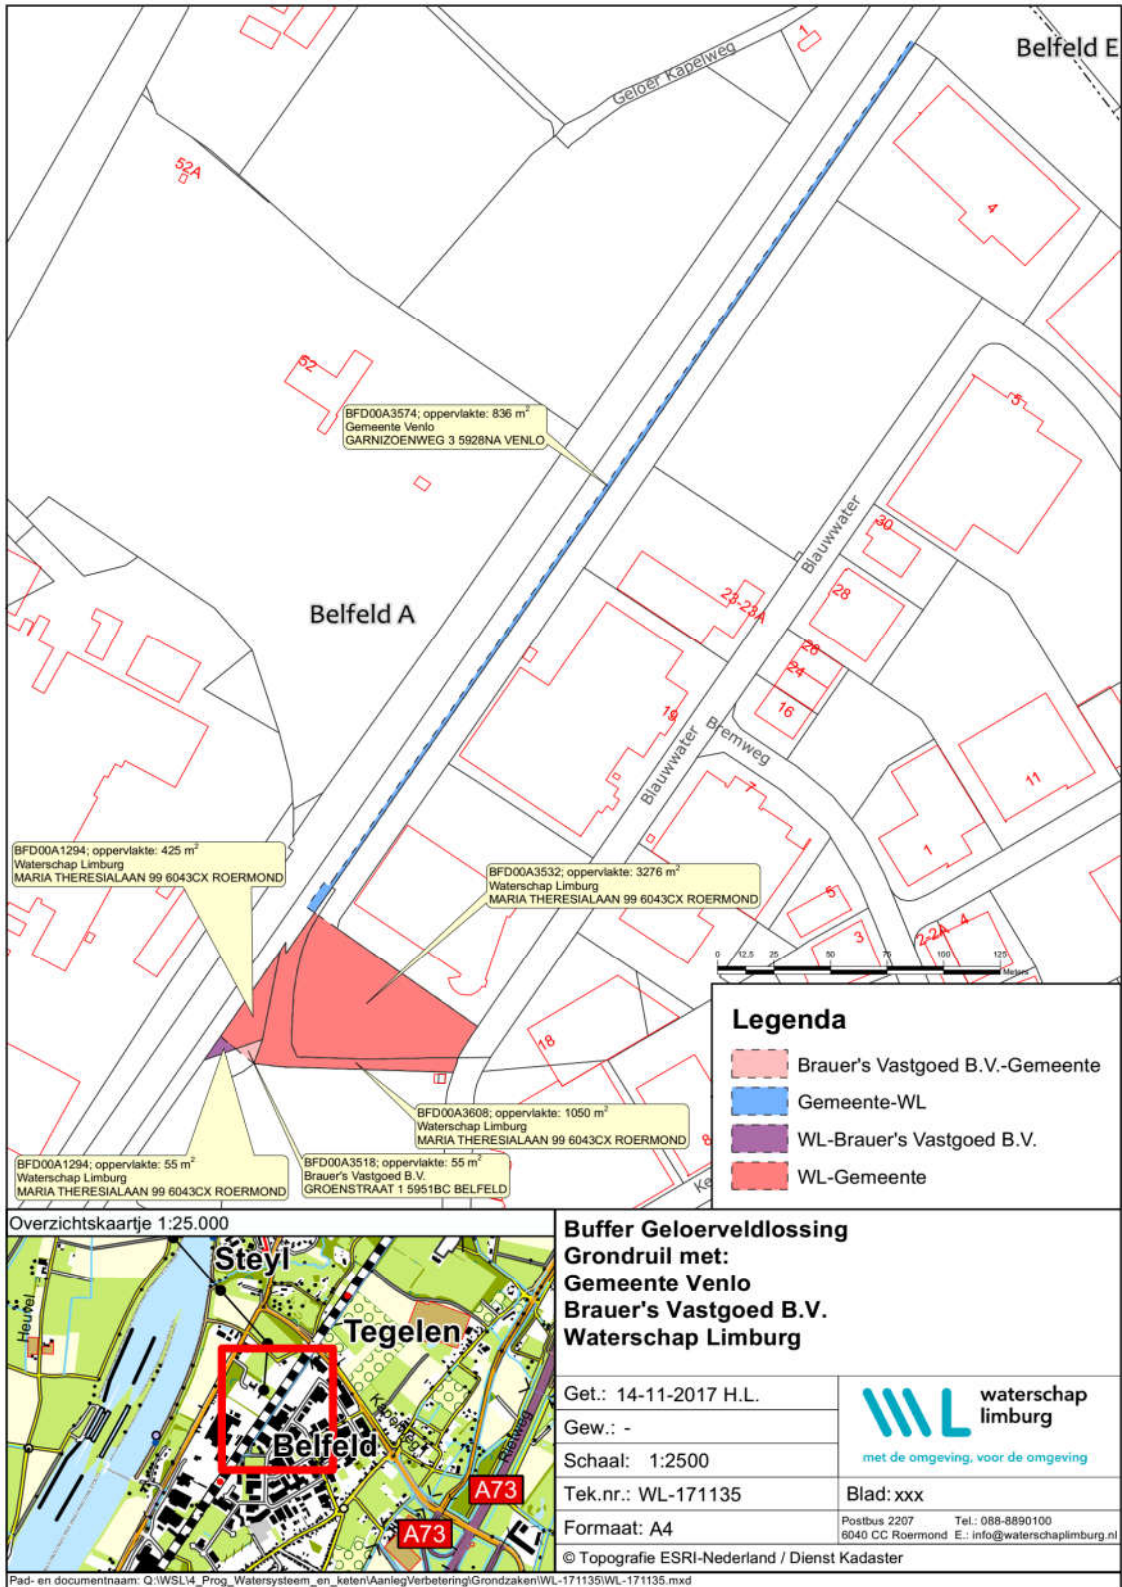 Belfeld E
1
Geloer Kapelweg
52A
4
52
5
BFD00A3574; oppervlakte: 836 m²
Gemeente Venlo
GARNIZOENWEG 3 5928NA VENLO
Blauwwater
30
Belfeld A
23-23A
28
26
24
16
19
Bremweg
Blauwwater
7
11
1
BFD00A1294; oppervlakte: 425 m²
Waterschap Limburg
MARIA THERESIALAAN 99 6043CX ROERMOND
BFD00A3532; oppervlakte: 3276 m²
Waterschap Limburg
MARIA THERESIALAAN 99 6043CX ROERMOND
5
3
2-2A
4
0 12,5 25 50 75 100 125
Meters
18
8
Legenda
Brauer's Vastgoed B.V.-Gemeente
Gemeente-WL
WL-Brauer's Vastgoed B.V.
WL-Gemeente
BFD00A3608; oppervlakte: 1050 m²
Waterschap Limburg
MARIA THERESIALAAN 99 6043CX ROERMOND
BFD00A1294; oppervlakte: 55 m²
Waterschap Limburg
MARIA THERESIALAAN 99 6043CX ROERMOND
BFD00A3518; oppervlakte: 55 m²
Brauer's Vastgoed B.V.
GROENSTRAAT 1 5951BC BELFELD
Ke
Overzichtskaartje 1:25.000
Steyl
Heuvel
Tegelen
Kapelweg
Belfeld
Rietweg
A73
A73
Buffer Geloerveldlossing
Grondruil met:
Gemeente Venlo
Brauer's Vastgoed B.V.
Waterschap Limburg
Get.: 14-11-2017 H.L.
Gew.: -
Schaal: 1:2500
Tek.nr.: WL-171135
Formaat: A4
WL waterschap
limburg
met de omgeving, voor de omgeving
Blad: xxx
Postbus 2207 Tel.: 088-8890100
6040 CC Roermond E.: info@waterschaplimburg.nl
© Topografie ESRI-Nederland / Dienst Kadaster
Pad- en documentnaam: Q:\WSL\4_Prog_Watersysteem_en_keten\AanlegVerbetering\Grondzaken\WL-171135\WL-171135.mxd